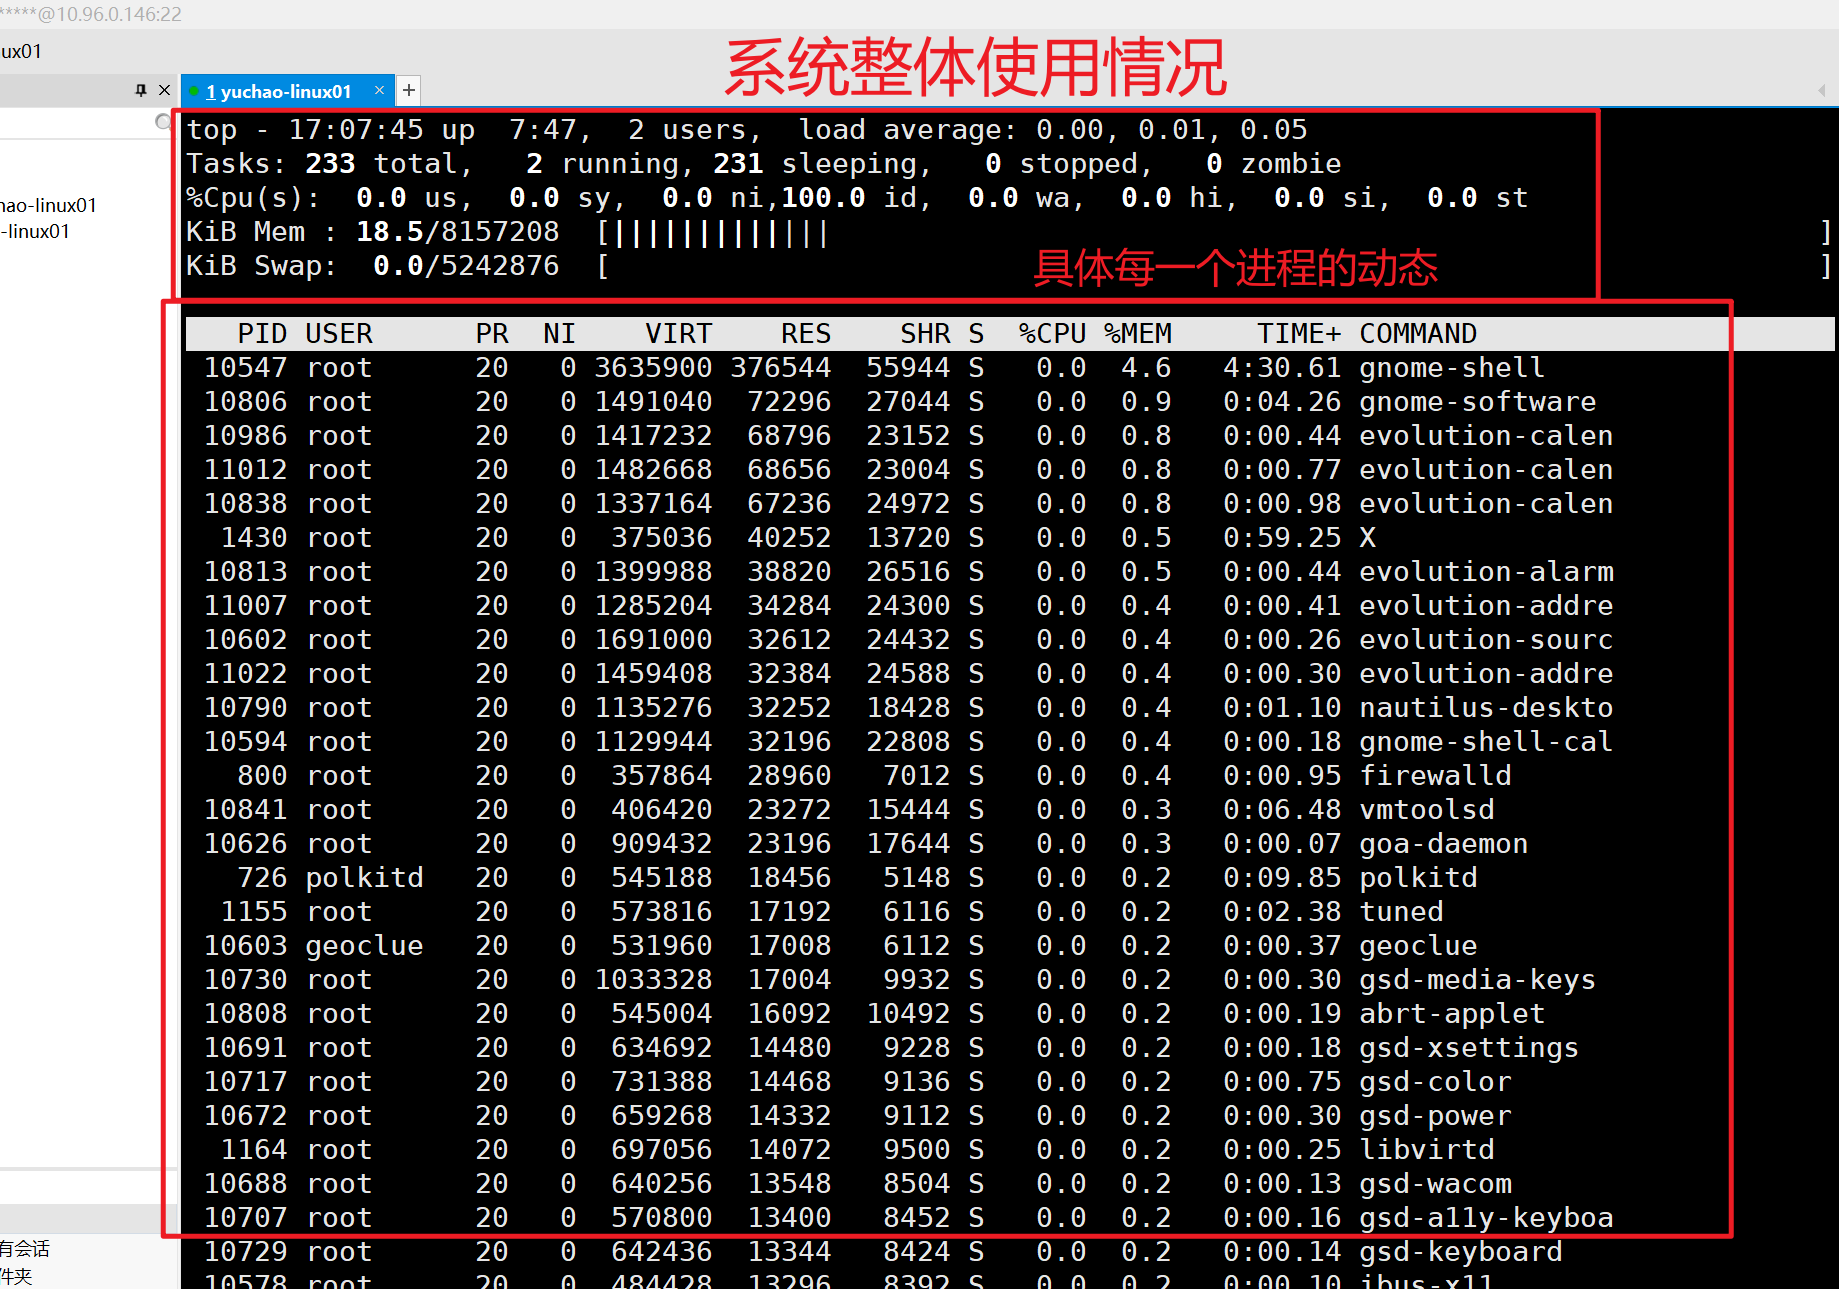 *****@10.96.0.146:22
ux01
系统整体使用情况
1 yuchao-linux01 × +
top - 17:07:45 up  7:47,  2 users,  load average: 0.00, 0.01, 0.05
Tasks: 233 total,   2 running, 231 sleeping,   0 stopped,   0 zombie
%Cpu(s):  0.0 us,  0.0 sy,  0.0 ni,100.0 id,  0.0 wa,  0.0 hi,  0.0 si,  0.0 st
hao-linux01
-linux01
KiB Mem : 18.5/8157208  [|||||||||||||                                                          ]
KiB Swap:  0.0/5242876  [                                                                       ]
具体每一个进程的动态
PID USER      PR  NI    VIRT    RES    SHR S  %CPU %MEM     TIME+ COMMAND
10547 root      20   0 3635900 376544  55944 S   0.0  4.6   4:30.61 gnome-shell
10806 root      20   0 1491040  72296  27044 S   0.0  0.9   0:04.26 gnome-software
10986 root      20   0 1417232  68796  23152 S   0.0  0.8   0:00.44 evolution-calen
11012 root      20   0 1482668  68656  23004 S   0.0  0.8   0:00.77 evolution-calen
10838 root      20   0 1337164  67236  24972 S   0.0  0.8   0:00.98 evolution-calen
1430 root      20   0  375036  40252  13720 S   0.0  0.5   0:59.25 X
10813 root      20   0 1399988  38820  26516 S   0.0  0.5   0:00.44 evolution-alarm
11007 root      20   0 1285204  34284  24300 S   0.0  0.4   0:00.41 evolution-addre
10602 root      20   0 1691000  32612  24432 S   0.0  0.4   0:00.26 evolution-sourc
11022 root      20   0 1459408  32384  24588 S   0.0  0.4   0:00.30 evolution-addre
10790 root      20   0 1135276  32252  18428 S   0.0  0.4   0:01.10 nautilus-deskto
10594 root      20   0 1129944  32196  22808 S   0.0  0.4   0:00.18 gnome-shell-cal
800 root      20   0  357864  28960   7012 S   0.0  0.4   0:00.95 firewalld
10841 root      20   0  406420  23272  15444 S   0.0  0.3   0:06.48 vmtoolsd
10626 root      20   0  909432  23196  17644 S   0.0  0.3   0:00.07 goa-daemon
726 polkitd   20   0  545188  18456   5148 S   0.0  0.2   0:09.85 polkitd
1155 root      20   0  573816  17192   6116 S   0.0  0.2   0:02.38 tuned
10603 geoclue   20   0  531960  17008   6112 S   0.0  0.2   0:00.37 geoclue
10730 root      20   0 1033328  17004   9932 S   0.0  0.2   0:00.30 gsd-media-keys
10808 root      20   0  545004  16092  10492 S   0.0  0.2   0:00.19 abrt-applet
10691 root      20   0  634692  14480   9228 S   0.0  0.2   0:00.18 gsd-xsettings
10717 root      20   0  731388  14468   9136 S   0.0  0.2   0:00.75 gsd-color
10672 root      20   0  659268  14332   9112 S   0.0  0.2   0:00.30 gsd-power
1164 root      20   0  697056  14072   9500 S   0.0  0.2   0:00.25 libvirtd
10688 root      20   0  640256  13548   8504 S   0.0  0.2   0:00.13 gsd-wacom
10707 root      20   0  570800  13400   8452 S   0.0  0.2   0:00.16 gsd-a11y-keyboa
有会话
10729 root      20   0  642436  13344   8424 S   0.0  0.2   0:00.14 gsd-keyboard
件夹
10578 root      20   0  484428  13296   8392 S   0.0  0.2   0:00.10 ibus-x11